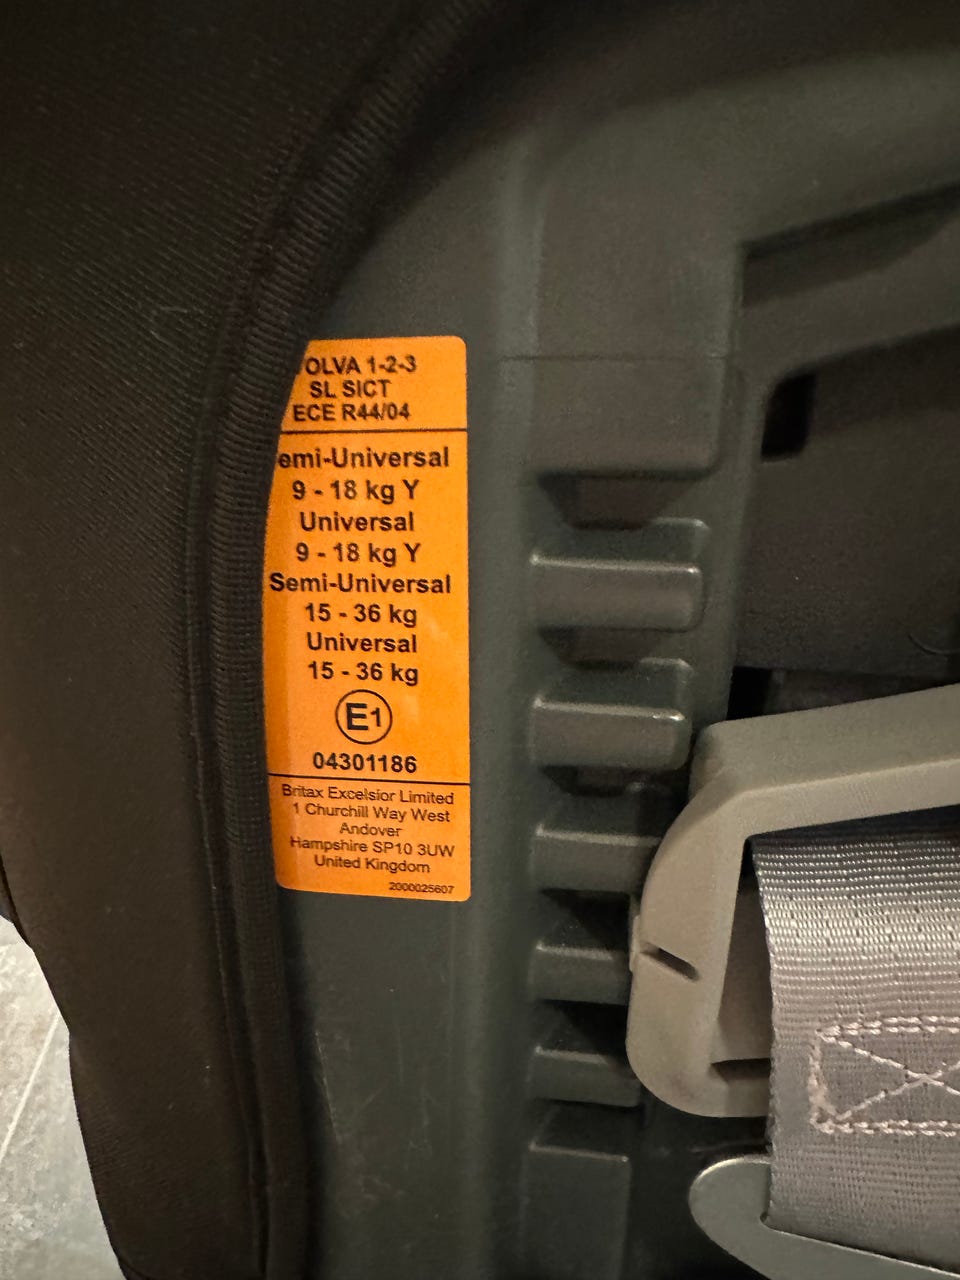 OLVA 1-2-3
SL SICT
ECE R44/04
emi-Universal
9 - 18 kg Y
Universal
9 - 18 kg Y
Semi-Universal
15 - 36 kg
Universal
15 - 36 kg
E1
04301186
Britax Excelsior Limited
1 Churchill Way West
Andover
Hampshire SP10 3UW
United Kingdom
2000025607